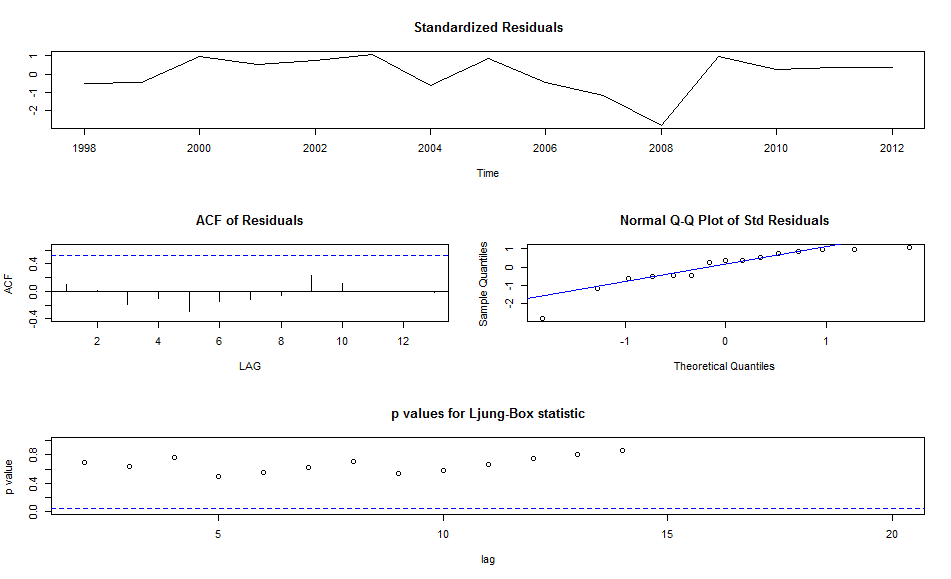 Standardized Residuals
1
0
-1
-2
1998 2000 2002 2004 2006 2008 2010 2012
Time
ACF of Residuals
ACF
0.4
0.0
-0.4
2 4 6 8 10 12
LAG
Normal Q-Q Plot of Std Residuals
Sample Quantiles
1
0
-1
-2
-1 0 1
Theoretical Quantiles
p values for Ljung-Box statistic
p value
0.8
0.4
0.0
5 10 15 20
lag